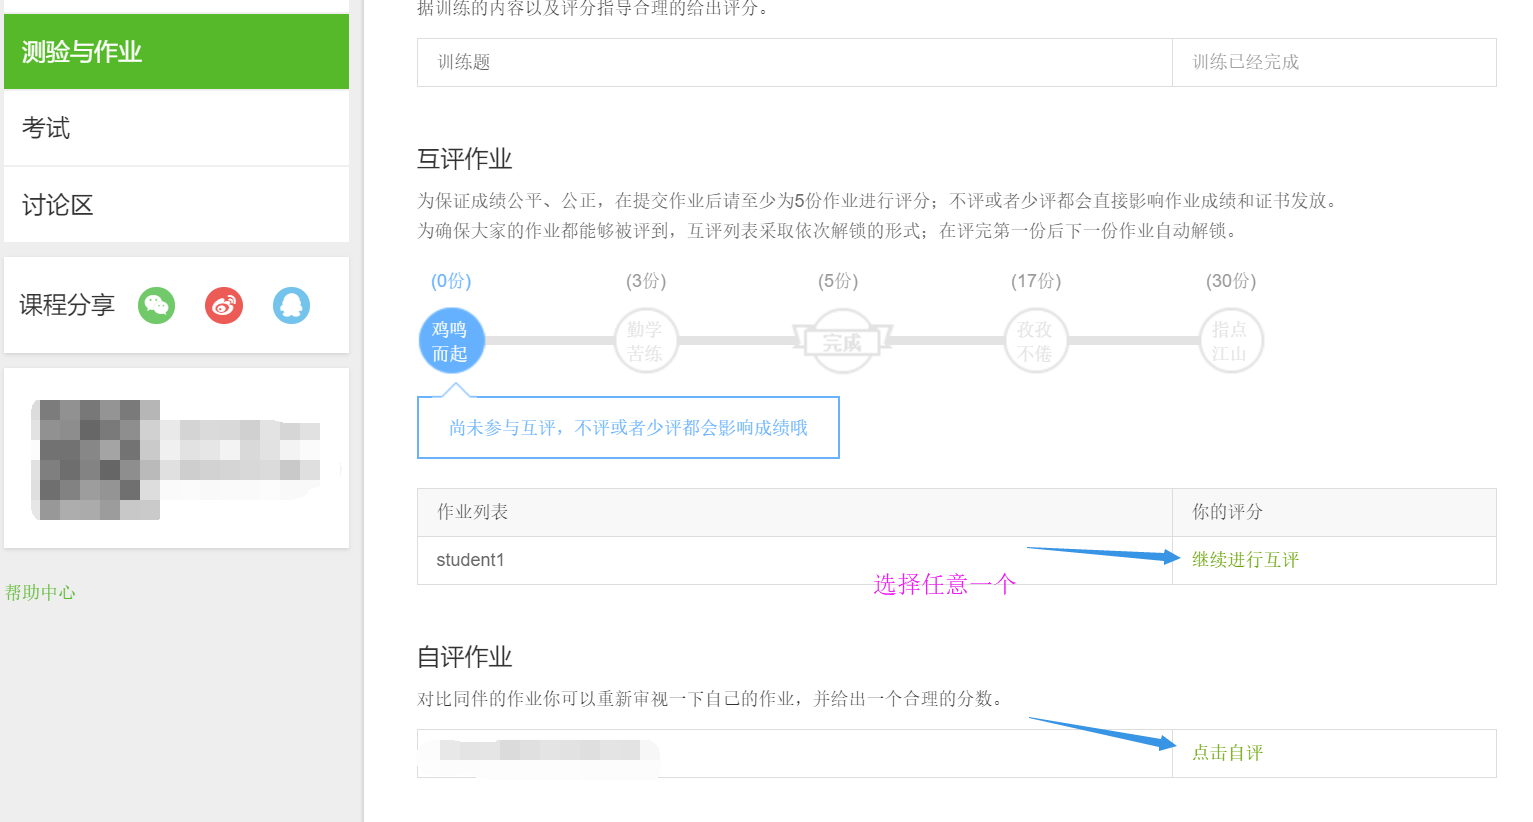 据训练的内容以及评分指导合理的给出评分。
测验与作业
训练题
训练已经完成
考试
讨论区
课程分享
帮助中心
互评作业
为保证成绩公平、公正，在提交作业后请至少为5份作业进行评分；不评或者少评都会直接影响作业成绩和证书发放。
为确保大家的作业都能够被评到，互评列表采取依次解锁的形式；在评完第一份后下一份作业自动解锁。
(0份)
(3份)
(5份)
(17份)
(30份)
鸡鸣
而起
勤学
苦练
完成
孜孜
不倦
指点
江山
尚未参与互评，不评或者少评都会影响成绩哦
作业列表
你的评分
student1
继续进行互评
选择任意一个
自评作业
对比同伴的作业你可以重新审视一下自己的作业，并给出一个合理的分数。
点击自评